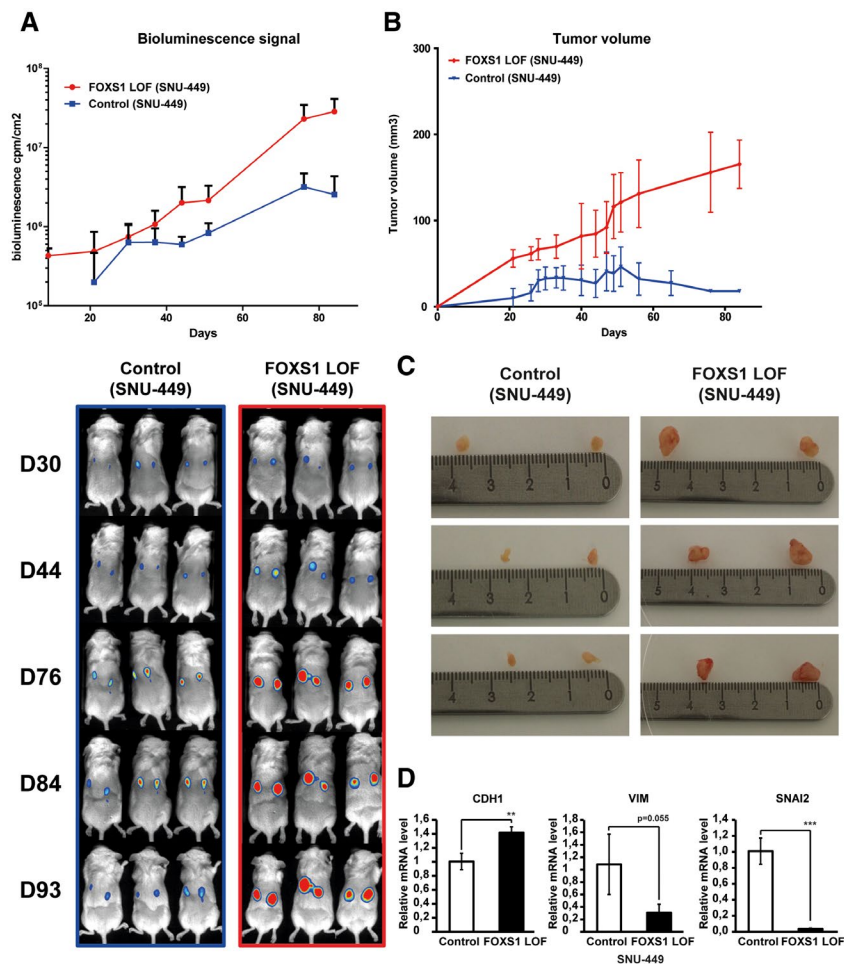 A
Bioluminescence signal
bioluminescence cpm/cm2
10⁸
10⁷
10⁶
10⁵
FOXS1 LOF (SNU-449)
Control (SNU-449)
20
40
60
80
Days
B
Tumor volume
Tumor volume (mm3)
300
200
100
0
FOXS1 LOF (SNU-449)
Control (SNU-449)
0
20
40
60
80
Days
Control
(SNU-449)
FOXS1 LOF
(SNU-449)
D30
D44
D76
D84
D93
C
Control
(SNU-449)
FOXS1 LOF
(SNU-449)
4 3 2 1 0
5 4 3 2 1 0
4 3 2 1 0
5 4 3 2 1 0
4 3 2 1 0
5 4 3 2 1 0
D
CDH1
Relative mRNA level
1,6
1,4
1,2
1
0,8
0,6
0,4
0,2
0
**
Control FOXS1 LOF
VIM
Relative mRNA level
1,8
1,6
1,4
1,2
1
0,8
0,6
0,4
0,2
0
p=0.055
Control FOXS1 LOF
SNU-449
SNAI2
Relative mRNA level
1,4
1,2
1,0
0,8
0,6
0,4
0,2
0,0
***
Control FOXS1 LOF